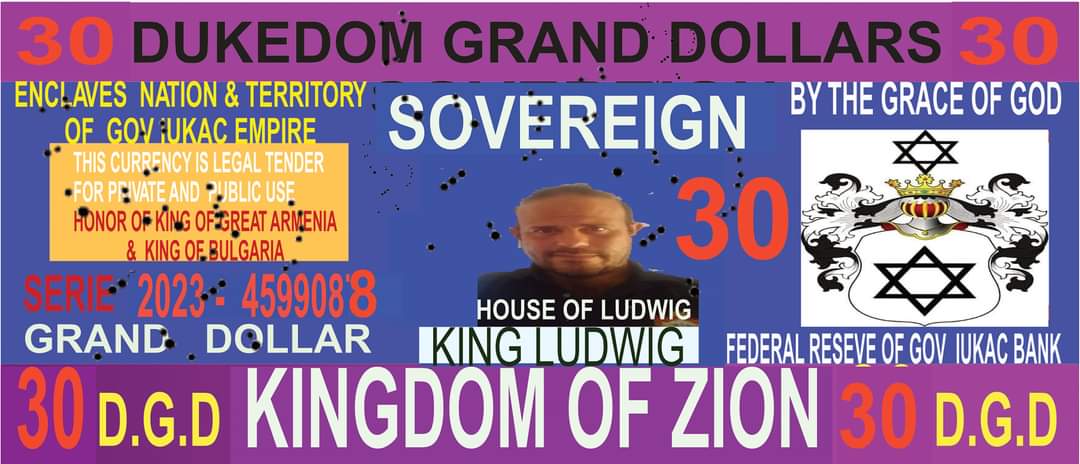 30 DUKEDOM GRAND DOLLARS 30
ENCLAVES NATION & TERRITORY
OF GOV IUKAC EMPIRE
THIS CURRENCY IS LEGAL TENDER
FOR PRIVATE AND PUBLIC USE
HONOR OF KING OF GREAT ARMENIA
& KING OF BULGARIA
SERIE 2023 - 4599088
GRAND DOLLAR
SOVEREIGN
30
HOUSE OF LUDWIG
KING LUDWIG
BY THE GRACE OF GOD
FEDERAL RESEVE OF GOV IUKAC BANK
30 D.G.D KINGDOM OF ZION 30 D.G.D